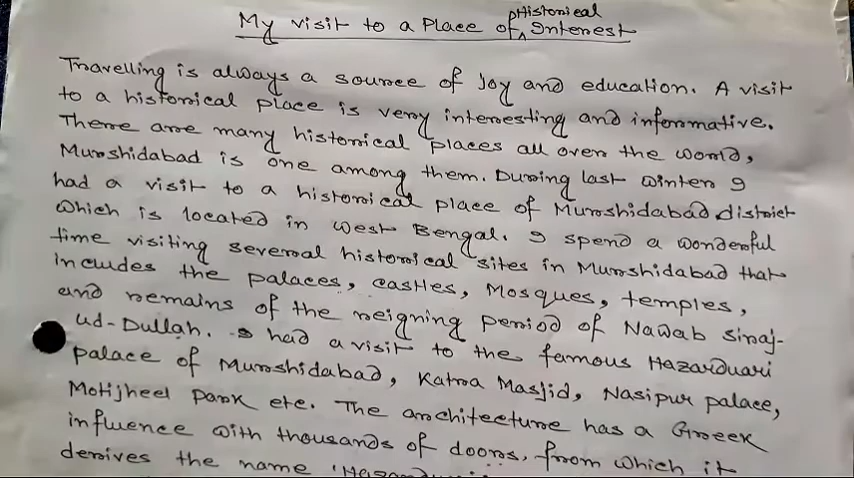 My visit to a Place of Historical Interest
Travelling is always a source of Joy and education. A visit
to a historical place is very interesting and informative.
There are many historical places all over the world,
Murshidabad is one among them. During last winter I
had a visit to a historical place of Murshidabad district
which is located in West Bengal. I spend a wonderful
time visiting several historical sites in Murshidabad that
includes the palaces, castles, Mosques, temples,
and remains of the reigning period of Nawab Siraj-
ud-Dullah. I had a visit to the famous Hazarduari
palace of Murshidabad, Katra Masjid, Nasipur palace,
Motijheel park etc. The architecture has a Greek
influence with thousands of doors, from which it
derives the name 'Hazarduari